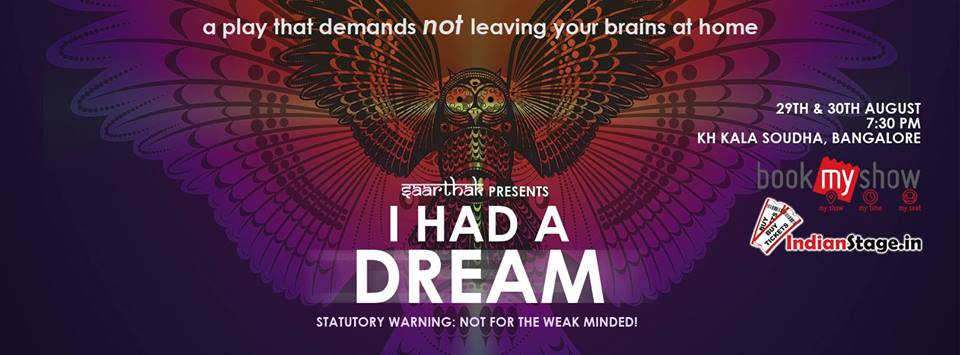 a play that demands not leaving your brains at home
29TH & 30TH AUGUST
7:30 PM
KH KALA SOUDHA, BANGALORE
bookmyshow
my show my time my seat
BUY TICKETS
IndianStage.in
saarthak PRESENTS
I HAD A
DREAM
STATUTORY WARNING: NOT FOR THE WEAK MINDED!